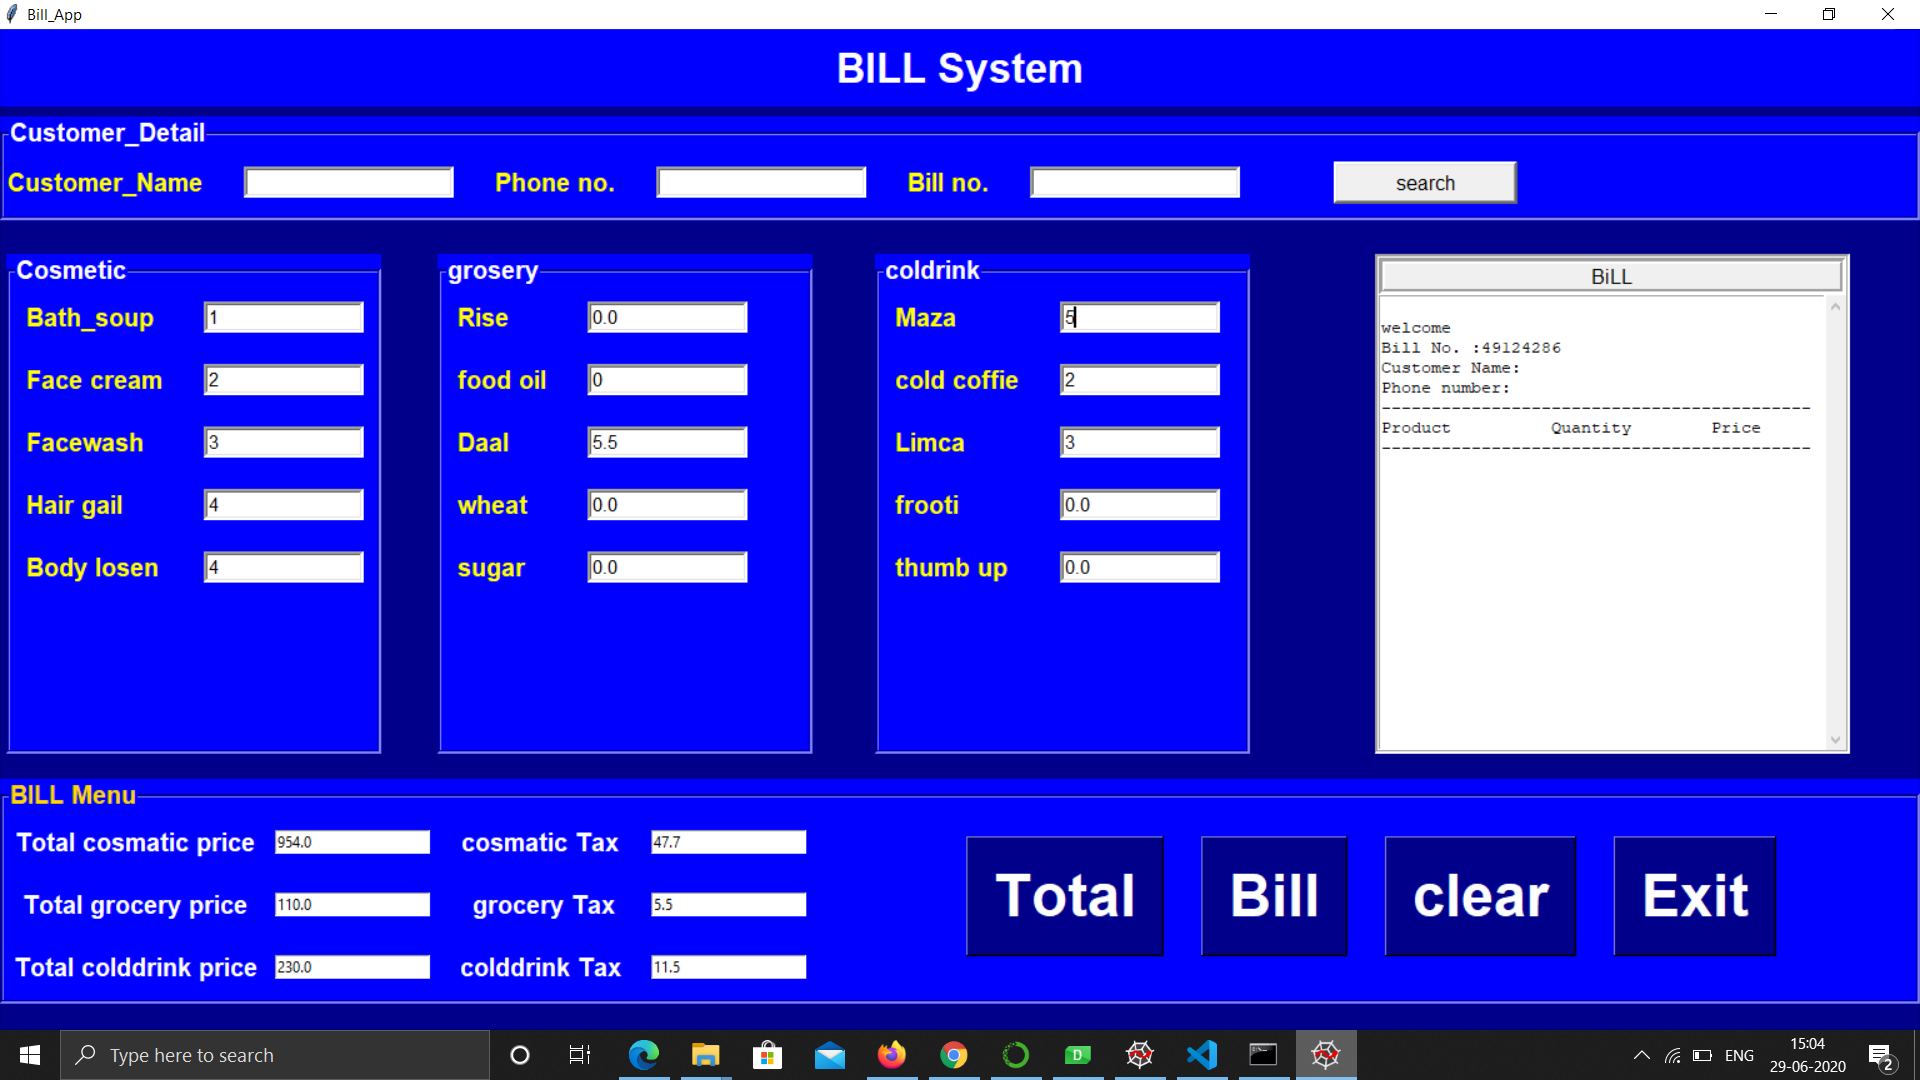 Bill_App
BILL System
Customer_Detail
Customer_Name Phone no. Bill no. search
Cosmetic
Bath_soup 1
Face cream 2
Facewash 3
Hair gail 4
Body losen 4
grosery
Rise 0.0
food oil 0
Daal 5.5
wheat 0.0
sugar 0.0
coldrink
Maza 5
cold coffie 2
Limca 3
frooti 0.0
thumb up 0.0
BiLL
welcome
Bill No. :49124286
Customer Name:
Phone number:
-------------------------------------------
Product Quantity Price
-------------------------------------------
BILL Menu
Total cosmatic price 954.0 cosmatic Tax 47.7
Total grocery price 110.0 grocery Tax 5.5
Total colddrink price 230.0 colddrink Tax 11.5
Total Bill clear Exit
Type here to search
D
ENG
15:04
29-06-2020
2